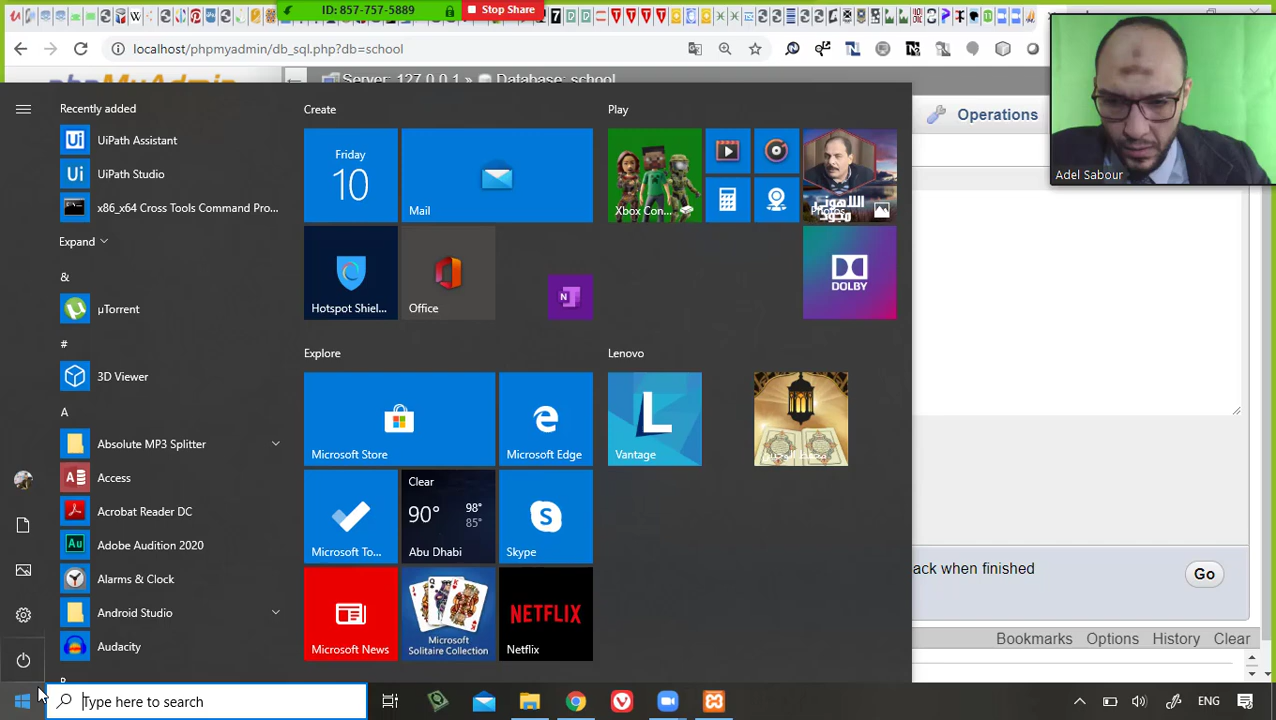 ID: 857-757-5889
Stop Share
localhost/phpmyadmin/db_sql.php?db=school
phpMyAdmin
Server: 127.0.0.1 » Database: school
Operations
Adel Sabour
Recently added
UiPath Assistant
UiPath Studio
x86_x64 Cross Tools Command Pro...
Expand
&
µTorrent
#
3D Viewer
A
Absolute MP3 Splitter
Access
Acrobat Reader DC
Adobe Audition 2020
Alarms & Clock
Android Studio
Audacity
Create
Friday
10
Mail
Hotspot Shiel...
Office
Explore
Microsoft Store
Microsoft Edge
Microsoft To...
Clear
90°
98°
85°
Abu Dhabi
Skype
Microsoft News
Microsoft
Solitaire Collection
NETFLIX
Netflix
Play
Xbox Con...
Photos
DOLBY
Lenovo
Vantage
ack when finished
Go
Bookmarks Options History Clear
Type here to search
ENG